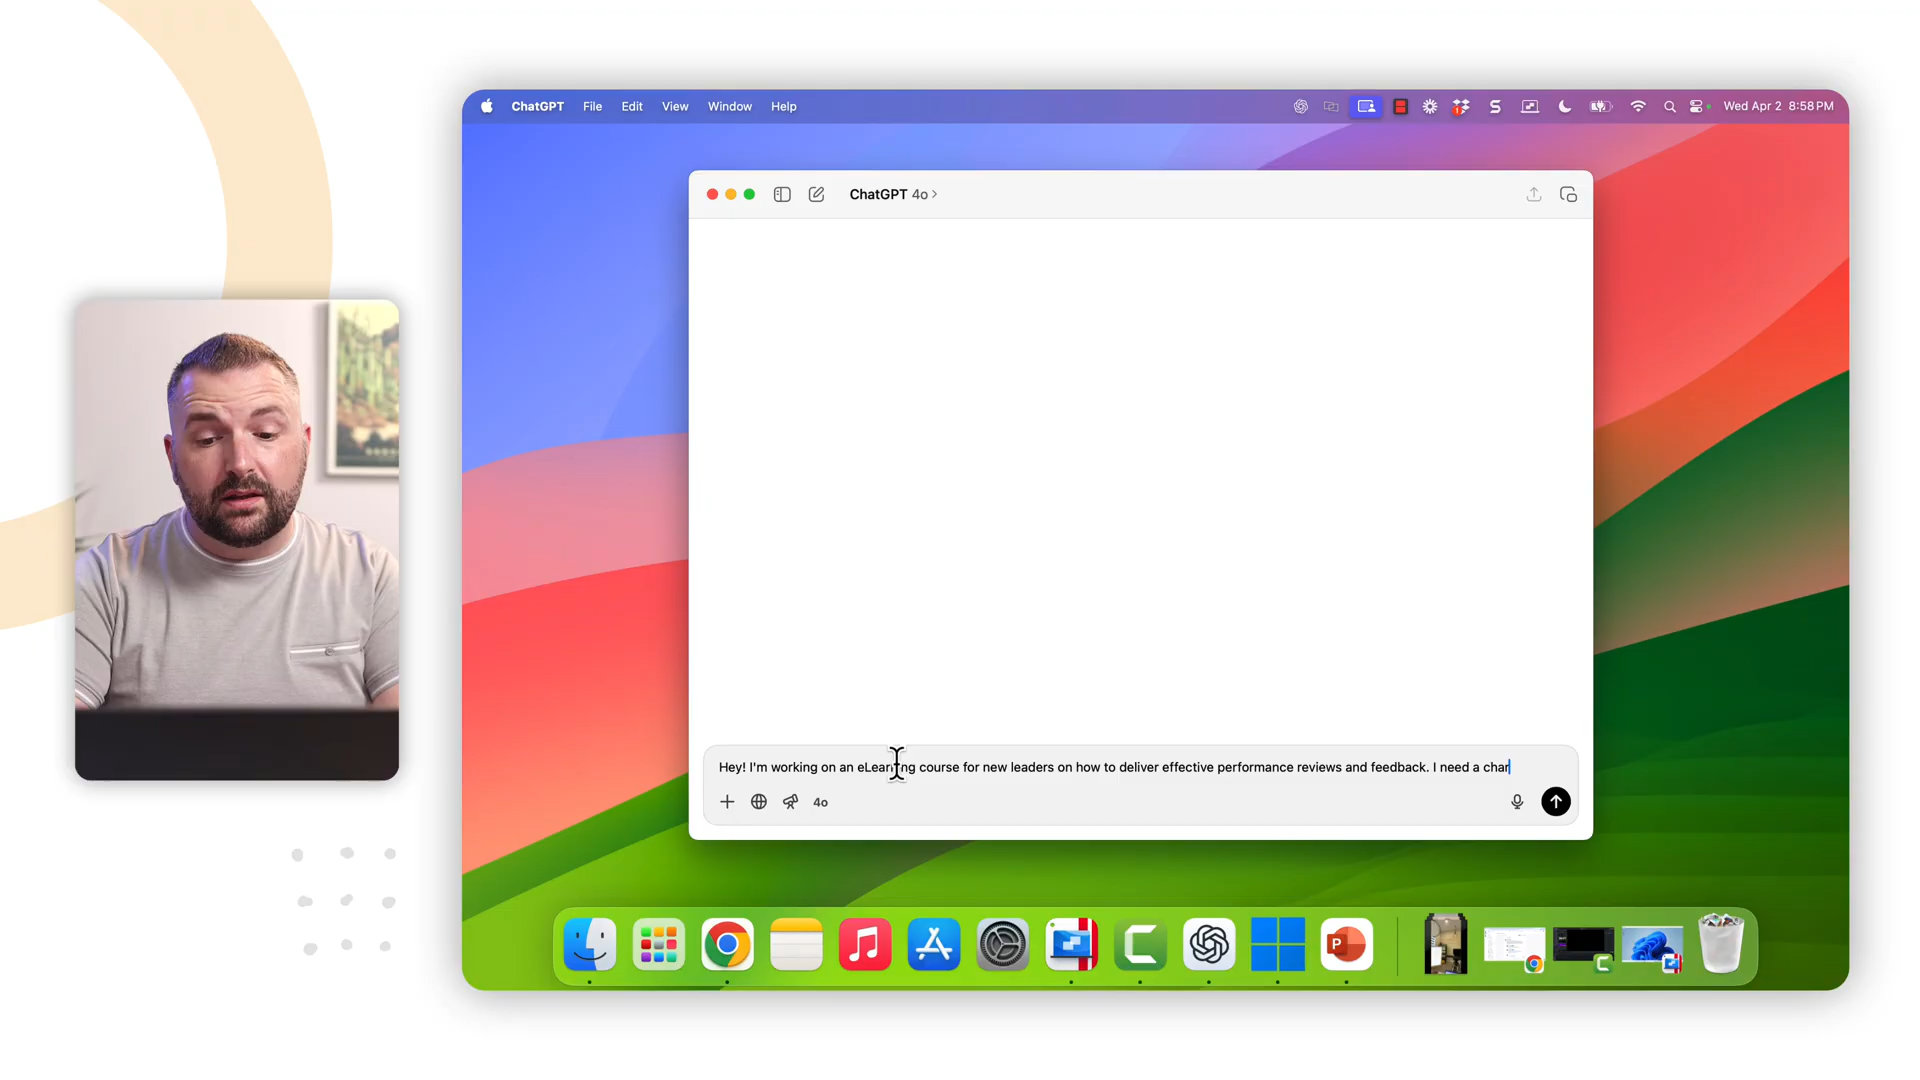 ChatGPT File Edit View Window Help Wed Apr 2 8:58 PM
ChatGPT 4o >
Hey! I'm working on an eLearning course for new leaders on how to deliver effective performance reviews and feedback. I need a char
4o